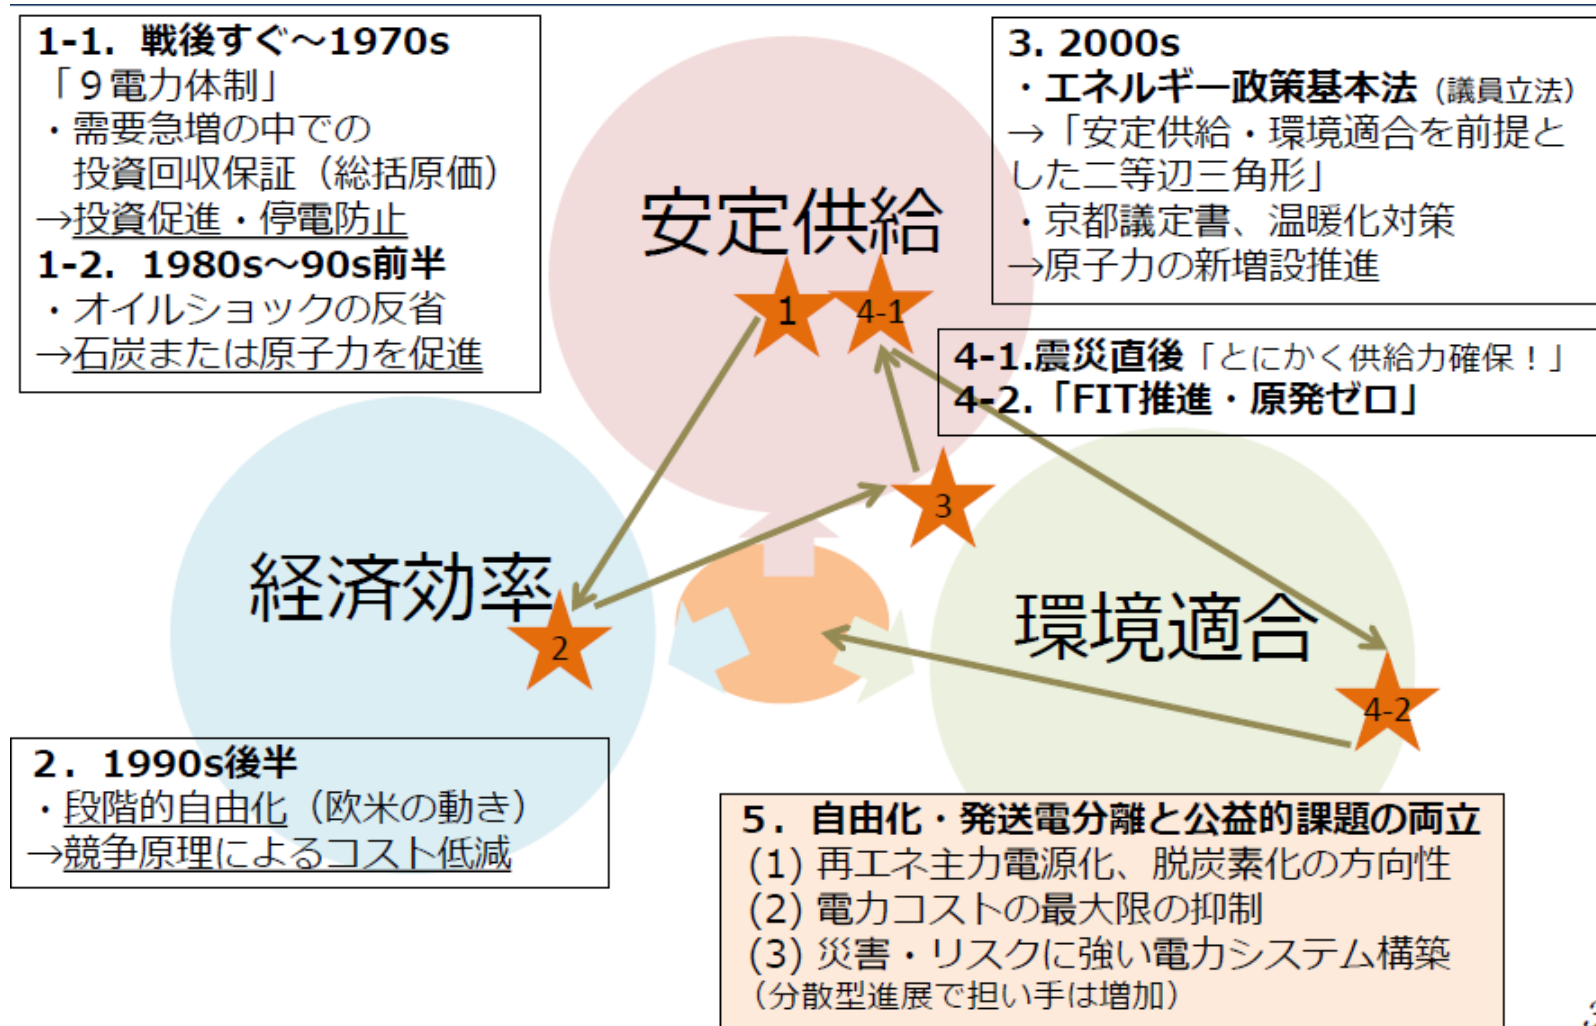 1-1. 戦後すぐ～1970s
「９電力体制」
・需要急増の中での
投資回収保証（総括原価）
→投資促進・停電防止
1-2. 1980s～90s前半
・オイルショックの反省
→石炭または原子力を促進
3. 2000s
・エネルギー政策基本法（議員立法）
→「安定供給・環境適合を前提と
した二等辺三角形」
・京都議定書、温暖化対策
→原子力の新増設推進
安定供給
1
4-1
4-1.震災直後「とにかく供給力確保！」
4-2.「FIT推進・原発ゼロ」
3
経済効率
2
環境適合
4-2
２．1990s後半
・段階的自由化（欧米の動き）
→競争原理によるコスト低減
５．自由化・発送電分離と公益的課題の両立
(1) 再エネ主力電源化、脱炭素化の方向性
(2) 電力コストの最大限の抑制
(3) 災害・リスクに強い電力システム構築
（分散型進展で担い手は増加）